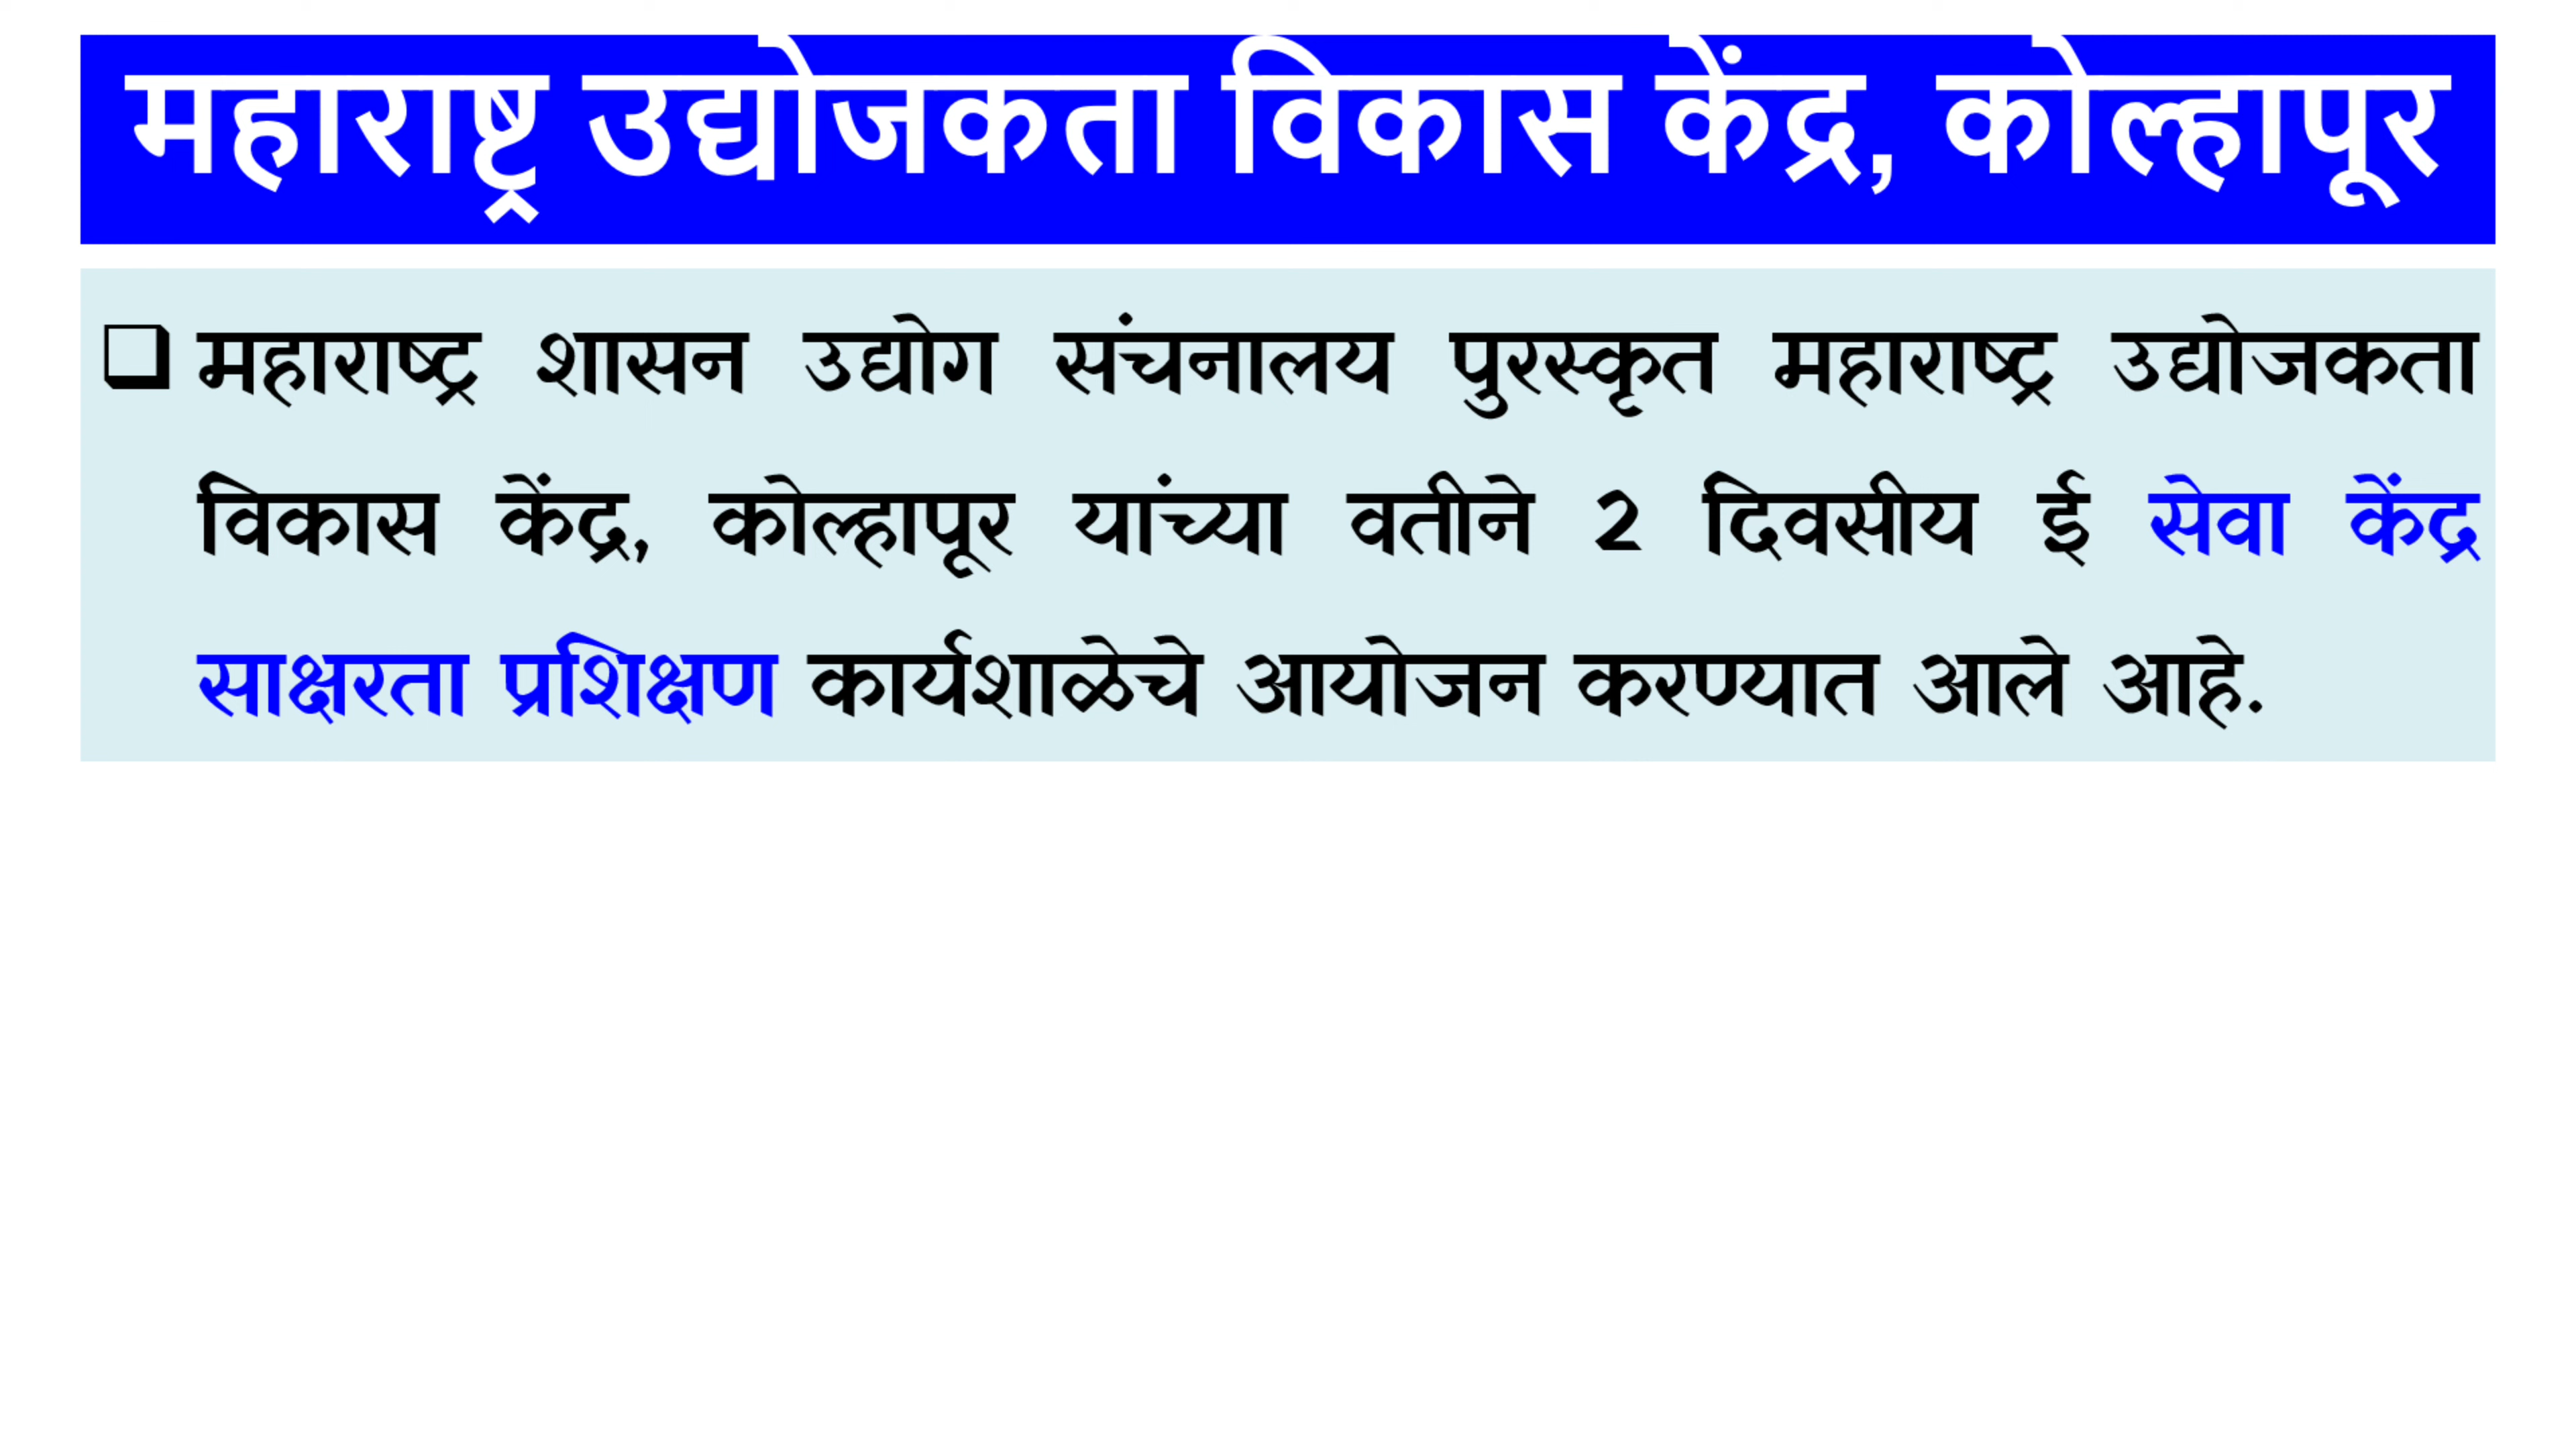 महाराष्ट्र उद्योजकता विकास केंद्र, कोल्हापूर
महाराष्ट्र शासन उद्योग संचनालय पुरस्कृत महाराष्ट्र उद्योजकता
विकास केंद्र, कोल्हापूर यांच्या वतीने 2 दिवसीय ई सेवा केंद्र
साक्षरता प्रशिक्षण कार्यशाळेचे आयोजन करण्यात आले आहे.